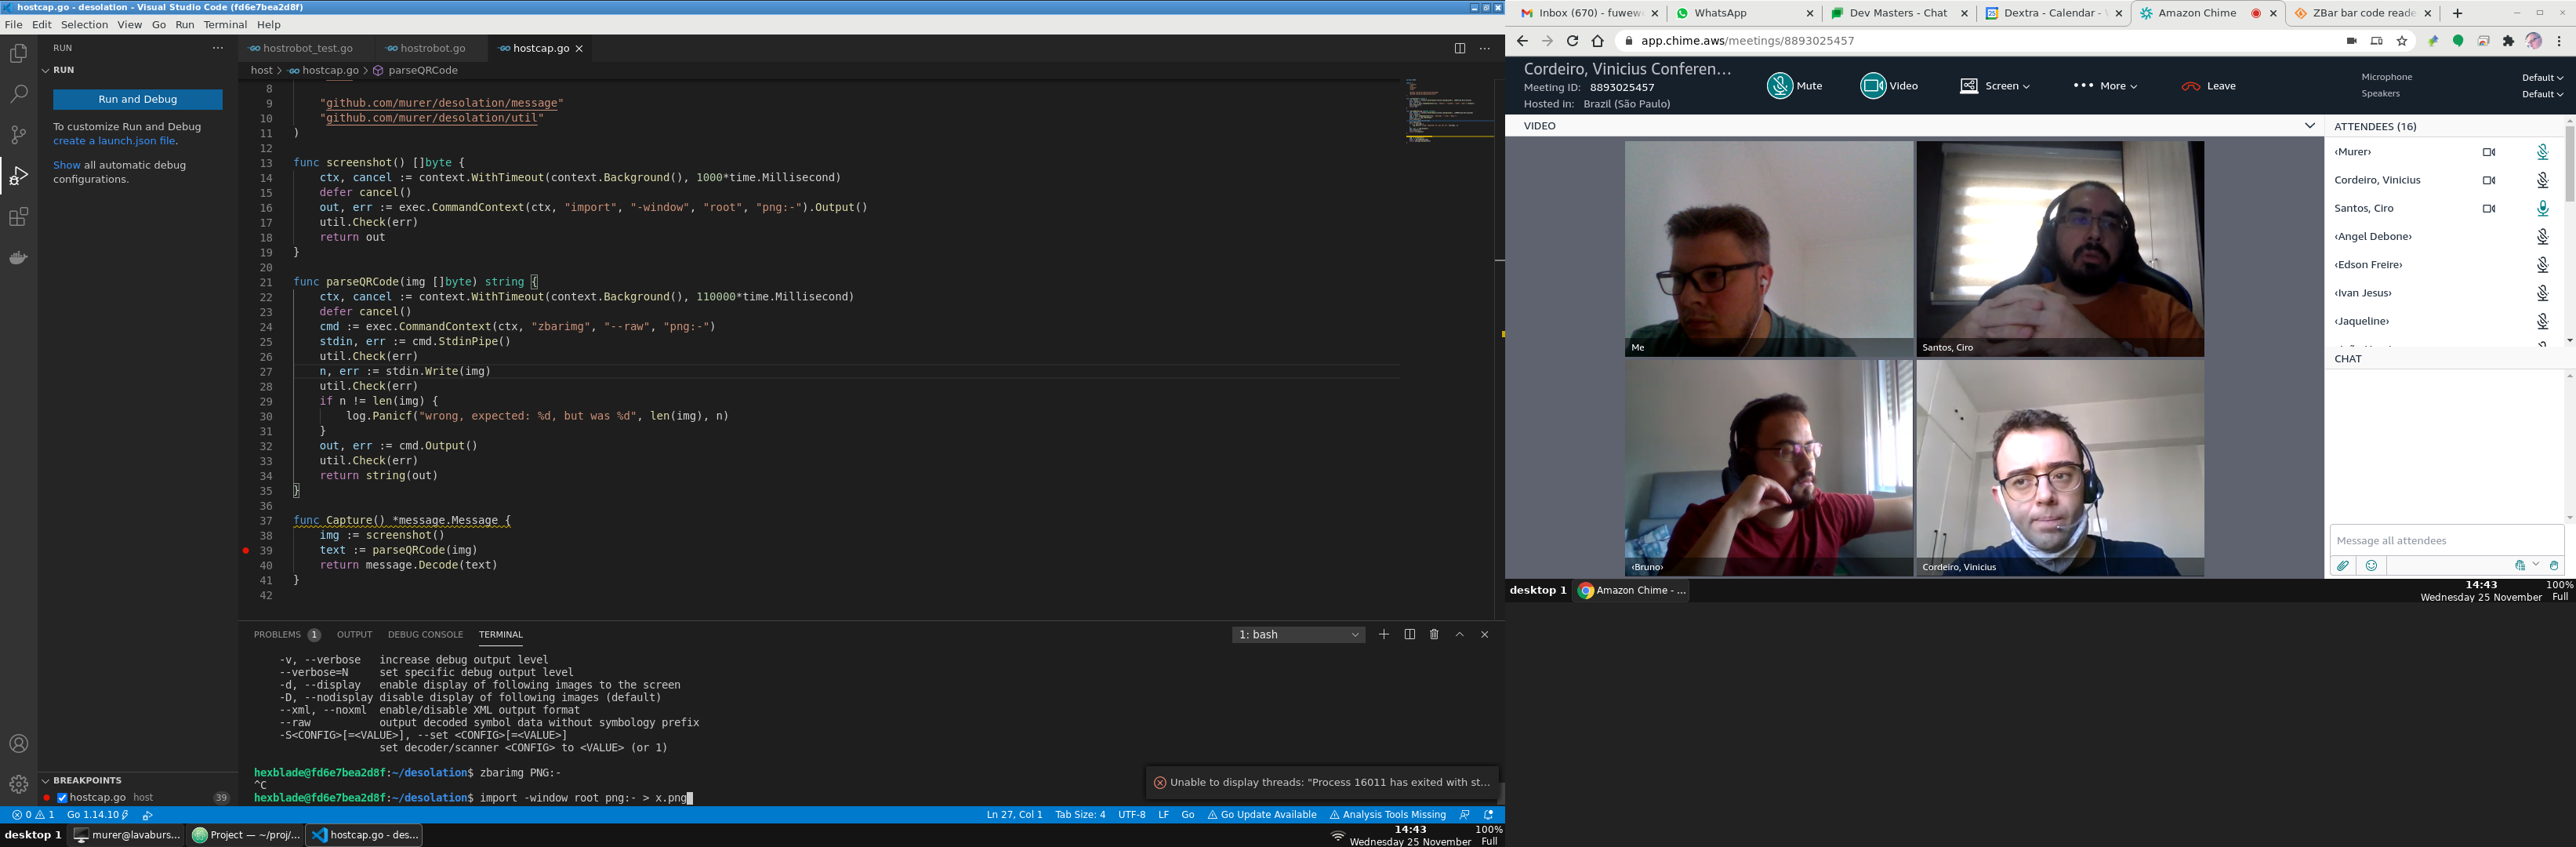 hostcap.go - desolation - Visual Studio Code (fd6e7bea2d8f)
File Edit Selection View Go Run Terminal Help
RUN
RUN
Run and Debug
To customize Run and Debug
create a launch.json file.
Show all automatic debug
configurations.
BREAKPOINTS
hostcap.go host 39
hostrobot_test.go hostrobot.go hostcap.go
host > hostcap.go > parseQRCode
8
9 "github.com/murer/desolation/message"
10 "github.com/murer/desolation/util"
11 )
12
13 func screenshot() []byte {
14 ctx, cancel := context.WithTimeout(context.Background(), 1000*time.Millisecond)
15 defer cancel()
16 out, err := exec.CommandContext(ctx, "import", "-window", "root", "png:-").Output()
17 util.Check(err)
18 return out
19 }
20
21 func parseQRCode(img []byte) string {
22 ctx, cancel := context.WithTimeout(context.Background(), 110000*time.Millisecond)
23 defer cancel()
24 cmd := exec.CommandContext(ctx, "zbarimg", "--raw", "png:-")
25 stdin, err := cmd.StdinPipe()
26 util.Check(err)
27 n, err := stdin.Write(img)
28 util.Check(err)
29 if n != len(img) {
30 log.Panicf("wrong, expected: %d, but was %d", len(img), n)
31 }
32 out, err := cmd.Output()
33 util.Check(err)
34 return string(out)
35 }
36
37 func Capture() *message.Message {
38 img := screenshot()
39 text := parseQRCode(img)
40 return message.Decode(text)
41 }
42
PROBLEMS 1 OUTPUT DEBUG CONSOLE TERMINAL
1: bash
-v, --verbose increase debug output level
--verbose=N set specific debug output level
-d, --display enable display of following images to the screen
-D, --nodisplay disable display of following images (default)
--xml, --noxml enable/disable XML output format
--raw output decoded symbol data without symbology prefix
-S<CONFIG>[=<VALUE>], --set <CONFIG>[=<VALUE>]
set decoder/scanner <CONFIG> to <VALUE> (or 1)
hexblade@fd6e7bea2d8f:~/desolation$ zbarimg PNG:-
^C
hexblade@fd6e7bea2d8f:~/desolation$ import -window root png:- > x.png
Unable to display threads: "Process 16011 has exited with st...
0 1 Go 1.14.10
Ln 27, Col 1 Tab Size: 4 UTF-8 LF Go Go Update Available Analysis Tools Missing
desktop 1 murer@lavaburs... Project — ~/proj/... hostcap.go - des...
14:43
Wednesday 25 November
100%
Full
Inbox (670) - fuwew WhatsApp Dev Masters - Chat Dextra - Calendar - Amazon Chime ZBar bar code reade
app.chime.aws/meetings/8893025457
Cordeiro, Vinicius Conferen...
Meeting ID: 8893025457
Hosted in: Brazil (São Paulo)
Mute Video Screen More Leave
Microphone Default
Speakers Default
VIDEO
Me
Santos, Ciro
‹Bruno›
Cordeiro, Vinicius
ATTENDEES (16)
‹Murer›
Cordeiro, Vinicius
Santos, Ciro
‹Angel Debone›
‹Edson Freire›
‹Ivan Jesus›
‹Jaqueline›
CHAT
Message all attendees
desktop 1 Amazon Chime - ...
14:43
Wednesday 25 November
100%
Full